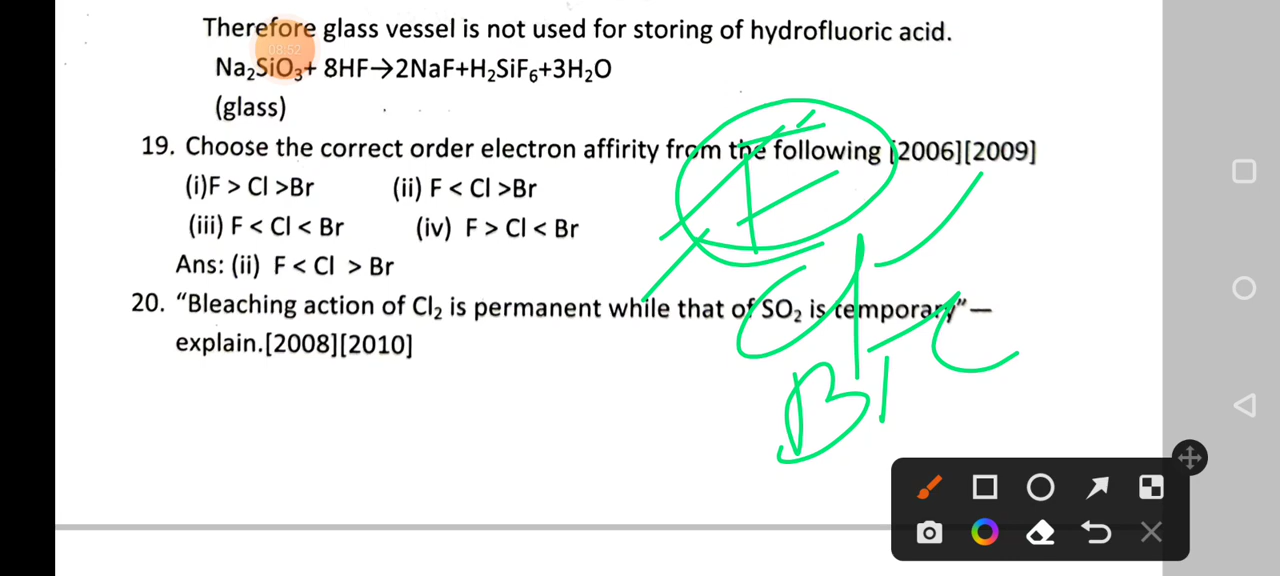 Therefore glass vessel is not used for storing of hydrofluoric acid.
08:52
Na₂SiO₃+ 8HF→2NaF+H₂SiF₆+3H₂O
(glass)
19. Choose the correct order electron affirity from the following [2006][2009]
(i)F > Cl >Br (ii) F < Cl >Br
(iii) F < Cl < Br (iv) F > Cl < Br
Ans: (ii) F < Cl > Br
20. “Bleaching action of Cl₂ is permanent while that of SO₂ is temporary”—
explain.[2008][2010]
F
Cl
Br